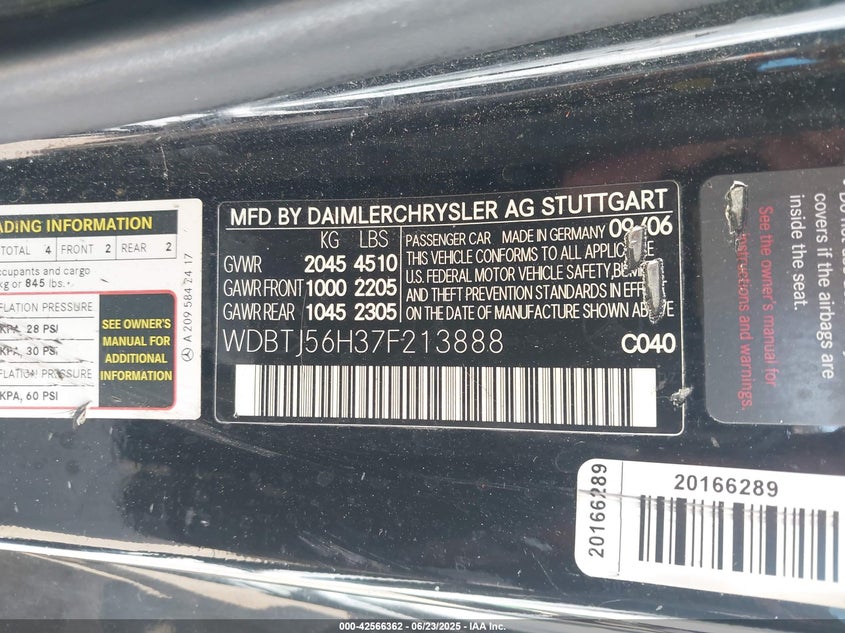 ADING INFORMATION
TOTAL 4 FRONT 2 REAR 2
ccupants and cargo
kg or 845 lbs.
FLATION PRESSURE
KPA, 28 PSI
KPA, 30 PSI
FLATION PRESSURE
KPA, 60 PSI
SEE OWNER'S
MANUAL FOR
ADDITIONAL
INFORMATION
A 209 584 24 17
MFD BY DAIMLERCHRYSLER AG STUTTGART
KG LBS
GVWR 2045 4510
GAWR FRONT 1000 2205
GAWR REAR 1045 2305
PASSENGER CAR MADE IN GERMANY 09/06
THIS VEHICLE CONFORMS TO ALL APPLICABLE
U.S. FEDERAL MOTOR VEHICLE SAFETY,
AND THEFT PREVENTION STANDARDS IN
ON THE DATE OF MANUFACTURE SHOWN
WDBTJ56H37F213888 C040
See the owner's manual for
instructions and warnings
covers
if the airbags are
inside the seat.
20166289
20166289
000-42566362 - 06/23/2025 - IAA Inc.